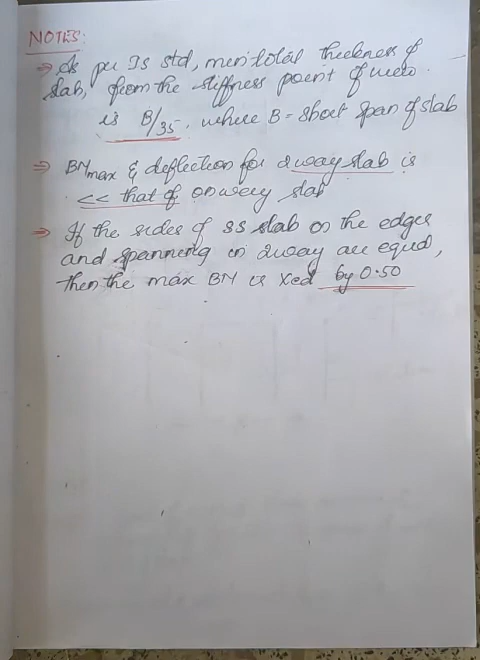 NOTES:
⇒ As per Is std, min total thickness of
slab, from the stiffness point of view
is B/35, where B = short span of slab
⇒ BMmax & deflection for 2way slab is
<< that of oneway slab
⇒ If the sides of ss slab on the edges
and spanning in 2way are equal,
then the max BM is Xed by 0.50